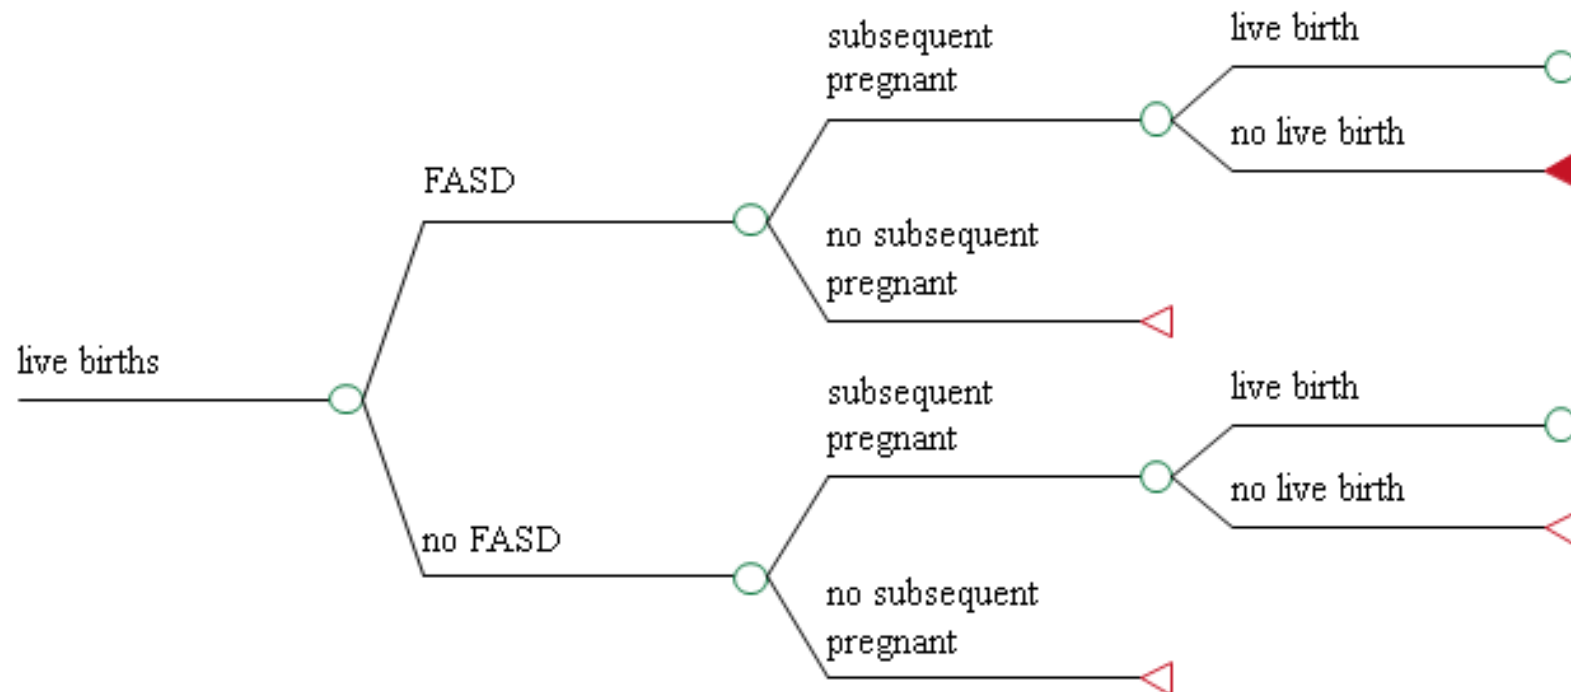 subsequent
pregnant
live birth
no live birth
FASD
no subsequent
pregnant
live births
subsequent
pregnant
live birth
no live birth
no FASD
no subsequent
pregnant